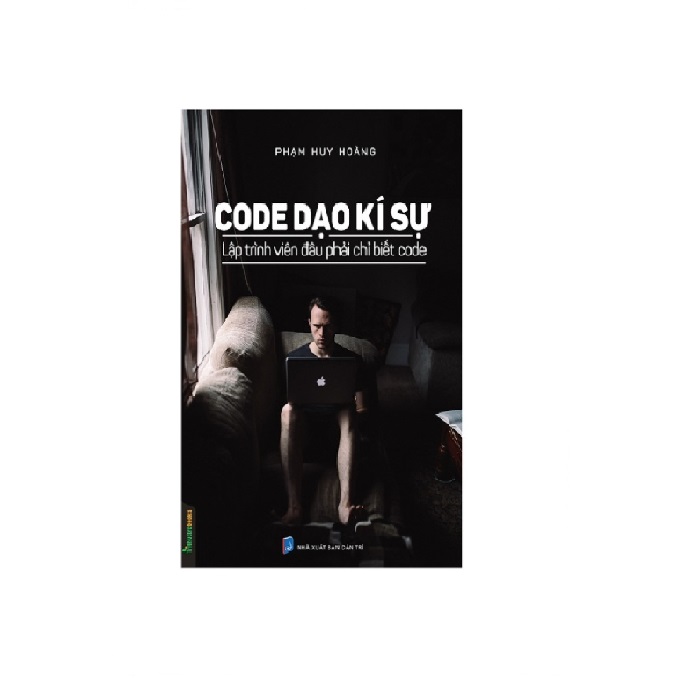 PHẠM HUY HOÀNG
CODE DẠO KÍ SỰ
Lập trình viên đâu phải chỉ biết code
NHÀ XUẤT BẢN DÂN TRÍ